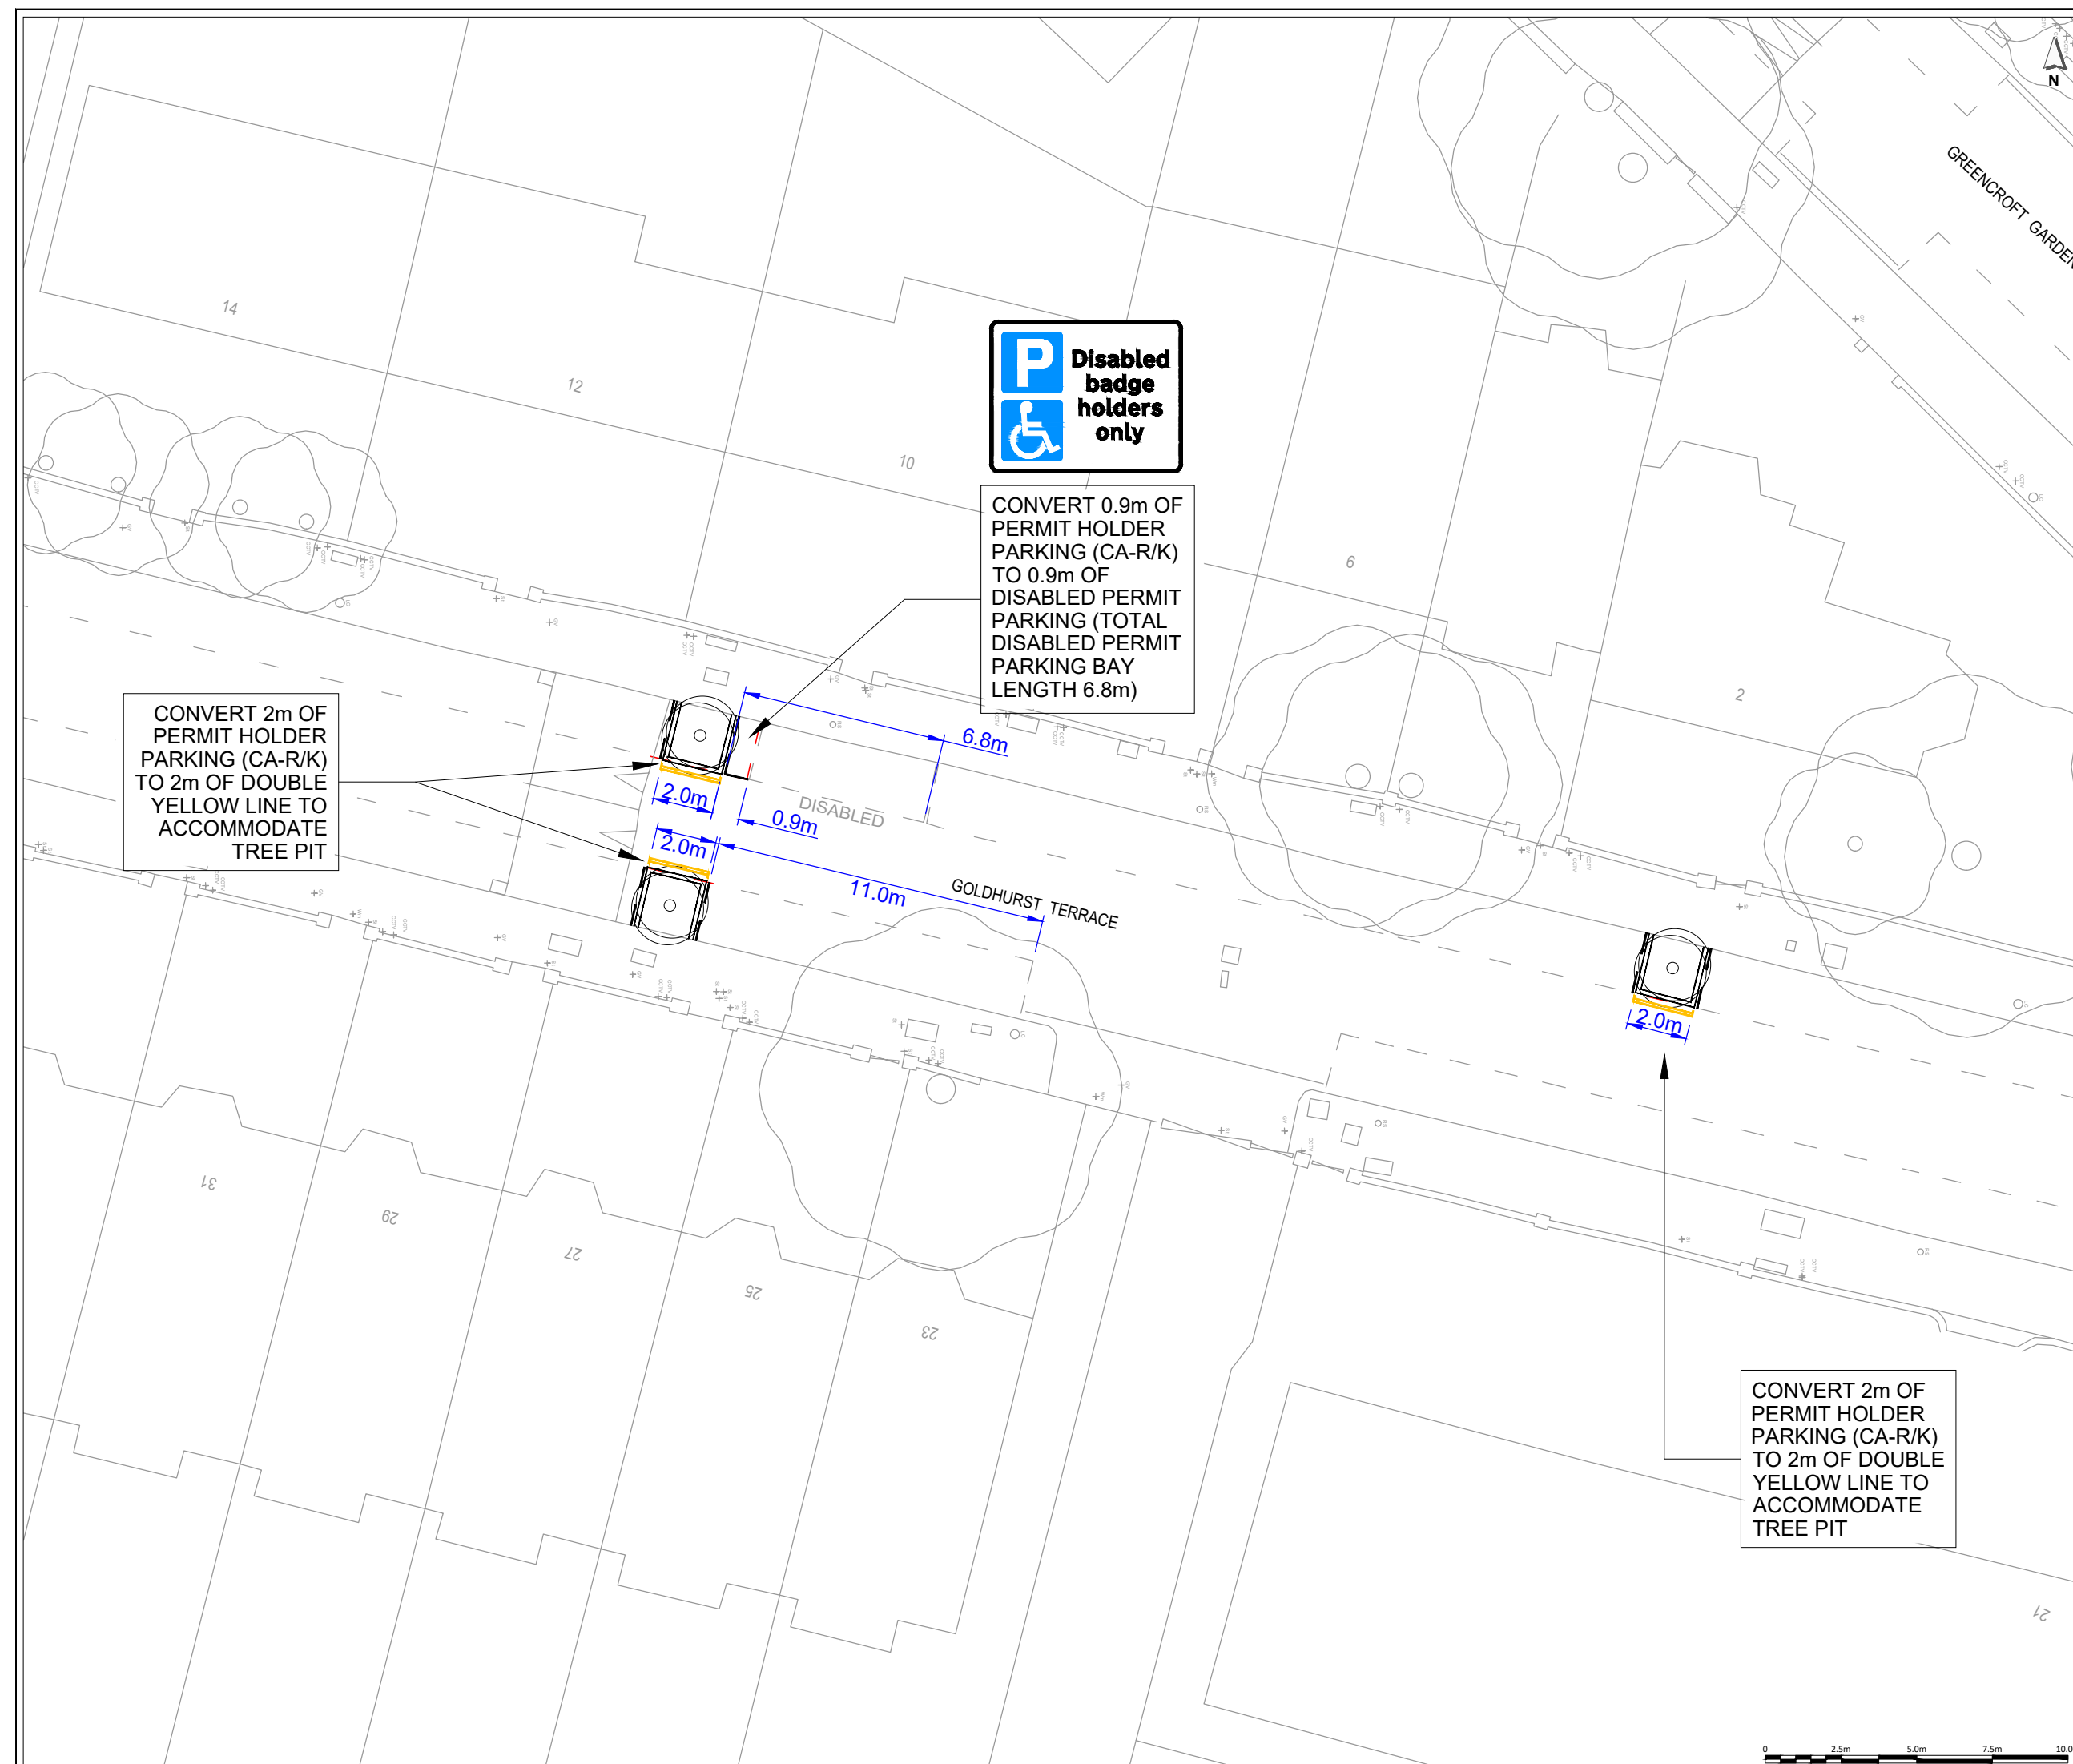 N
GREENCROFT GARDEN
14
12
10
6
2
P
Disabled
badge
holders
only
CONVERT 0.9m OF
PERMIT HOLDER
PARKING (CA-R/K)
TO 0.9m OF
DISABLED PERMIT
PARKING (TOTAL
DISABLED PERMIT
PARKING BAY
LENGTH 6.8m)
CONVERT 2m OF
PERMIT HOLDER
PARKING (CA-R/K)
TO 2m OF DOUBLE
YELLOW LINE TO
ACCOMMODATE
TREE PIT
6.8m
2.0m
0.9m
DISABLED
2.0m
11.0m
GOLDHURST TERRACE
2.0m
31
29
27
25
23
CONVERT 2m OF
PERMIT HOLDER
PARKING (CA-R/K)
TO 2m OF DOUBLE
YELLOW LINE TO
ACCOMMODATE
TREE PIT
21
0 2.5m 5.0m 7.5m 10.0